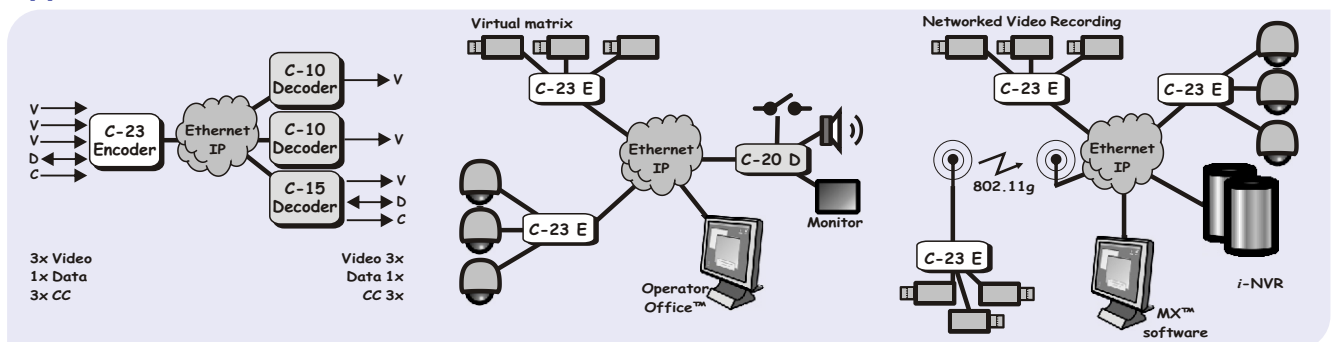 Virtual matrix
Networked Video Recording
V
V
V
D
C
C-23
Encoder
Ethernet
IP
C-10
Decoder
V
C-10
Decoder
V
C-15
Decoder
V
D
C
3x Video
1x Data
3x CC
Video 3x
Data 1x
CC 3x
C-23 E
C-23 E
Ethernet
IP
C-20 D
Monitor
Operator
Office™
C-23 E
C-23 E
Ethernet
IP
802.11g
C-23 E
MX™
software
i-NVR